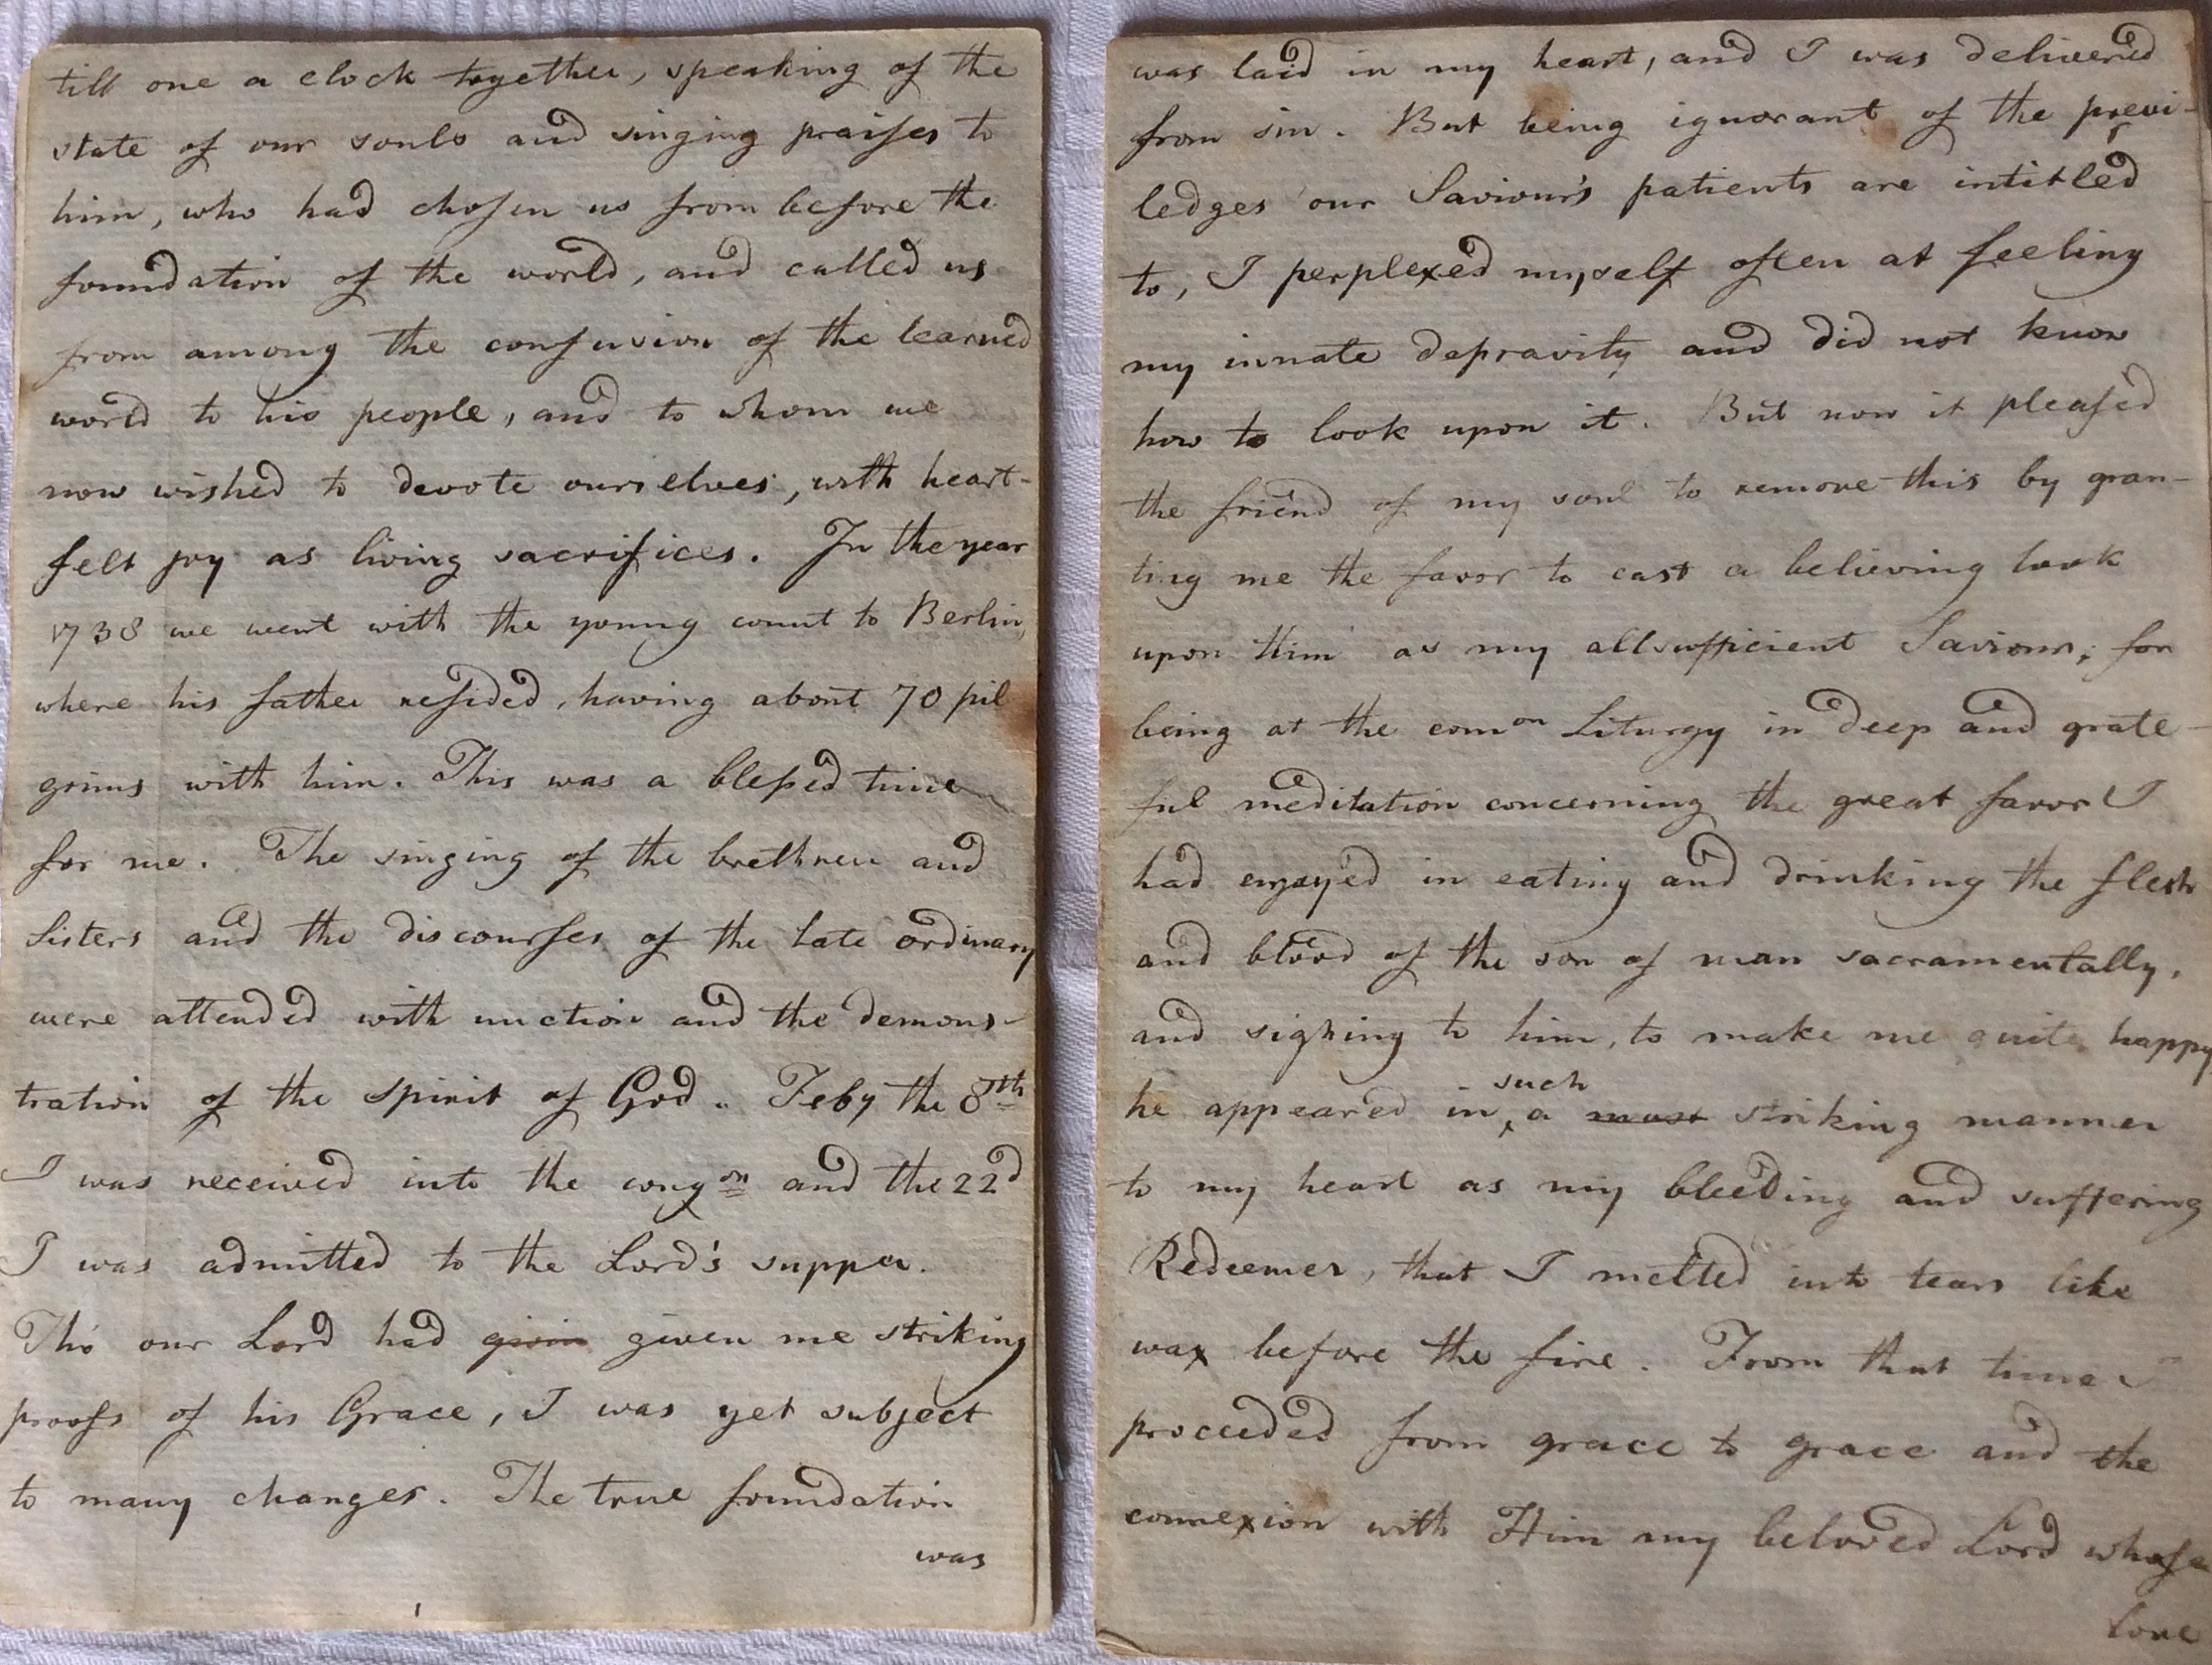 till one a clock together, speaking of the
state of our souls and singing praises to
him, who had chosen us from before the
foundation of the world, and called us
from among the confusion of the learned
world to his people, and to whom we
now wished to devote ourselves, with heart-
felt joy as living sacrifices. In the year
1738 we went with the young count to Berlin,
where his father resided, having about 70 pil
grims with him. This was a blessed time
for me. The singing of the brethren and
Sisters and the discourses of the late ordinary
were attended with unction and the demons-
tration of the spirit of God. Feby the 8th
I was received into the congon and the 22d
I was admitted to the Lord's supper.
Tho' our Lord had givin given me striking
proofs of his Grace, I was yet subject
to many changes. The true foundation
was
was laid in my heart, and I was delivered
from sin. But being ignorant of the previ-
ledges our Saviour's patients are intitled
to, I perplexed myself often at feeling
my innate depravity and did not know
how to look upon it. But now it pleased
the friend of my soul to remove this by gran-
ting me the favor to cast a believing look
upon Him as my allsufficient Saviour; for
being at the comon Liturgy in deep and grate-
ful meditation concerning the great favor I
had enjoyed in eating and drinking the flesh
and blood of the son of man sacramentally,
and sighing to him, to make me quite happy
he appeared in such a most striking manner
to my heart as my bleeding and suffering
Redeemer, that I melted into tears like
wax before the fire. From that time I
proceeded from grace to grace and the
connexion with Him my beloved Lord whose
love